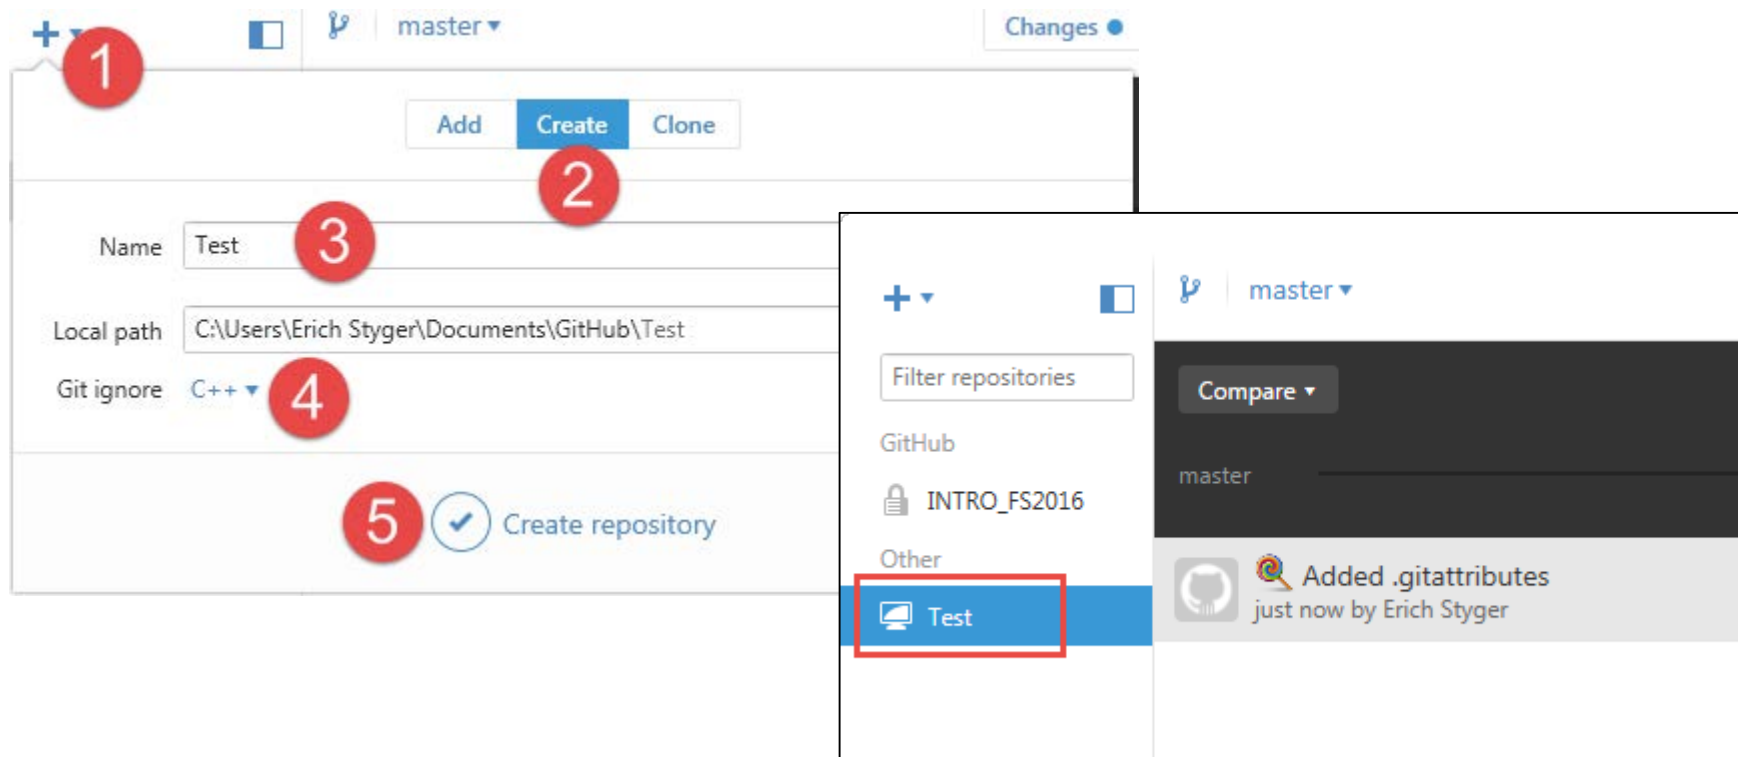 master
Changes
1
Add Create Clone
2
Name Test 3
Local path C:\Users\Erich Styger\Documents\GitHub\Test
Git ignore C++ 4
5 Create repository
master
Filter repositories
Compare
GitHub
master
INTRO_FS2016
Other
Added .gitattributes
just now by Erich Styger
Test